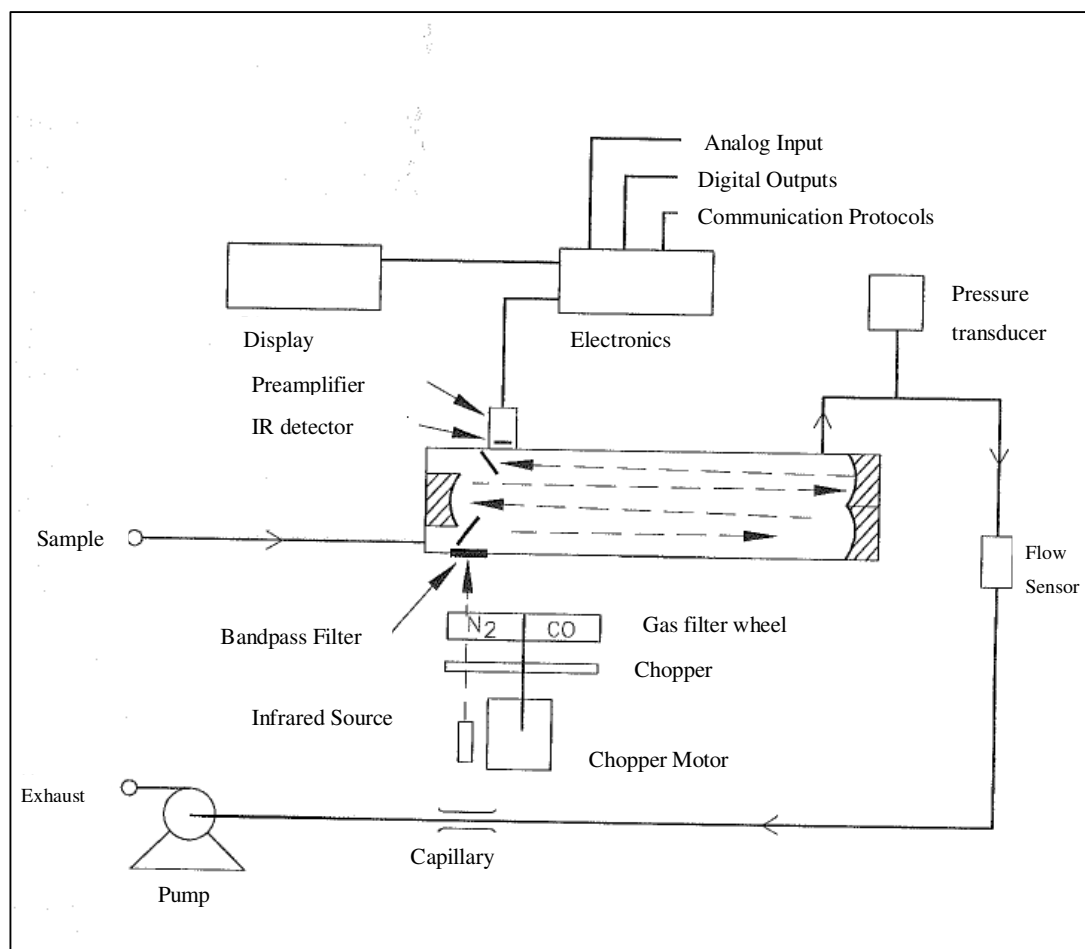 Analog Input
Digital Outputs
Communication Protocols
Pressure
transducer
Display
Electronics
Preamplifier
IR detector
Sample
Flow
Sensor
Bandpass Filter
N2
CO
Gas filter wheel
Chopper
Infrared Source
Chopper Motor
Exhaust
Capillary
Pump